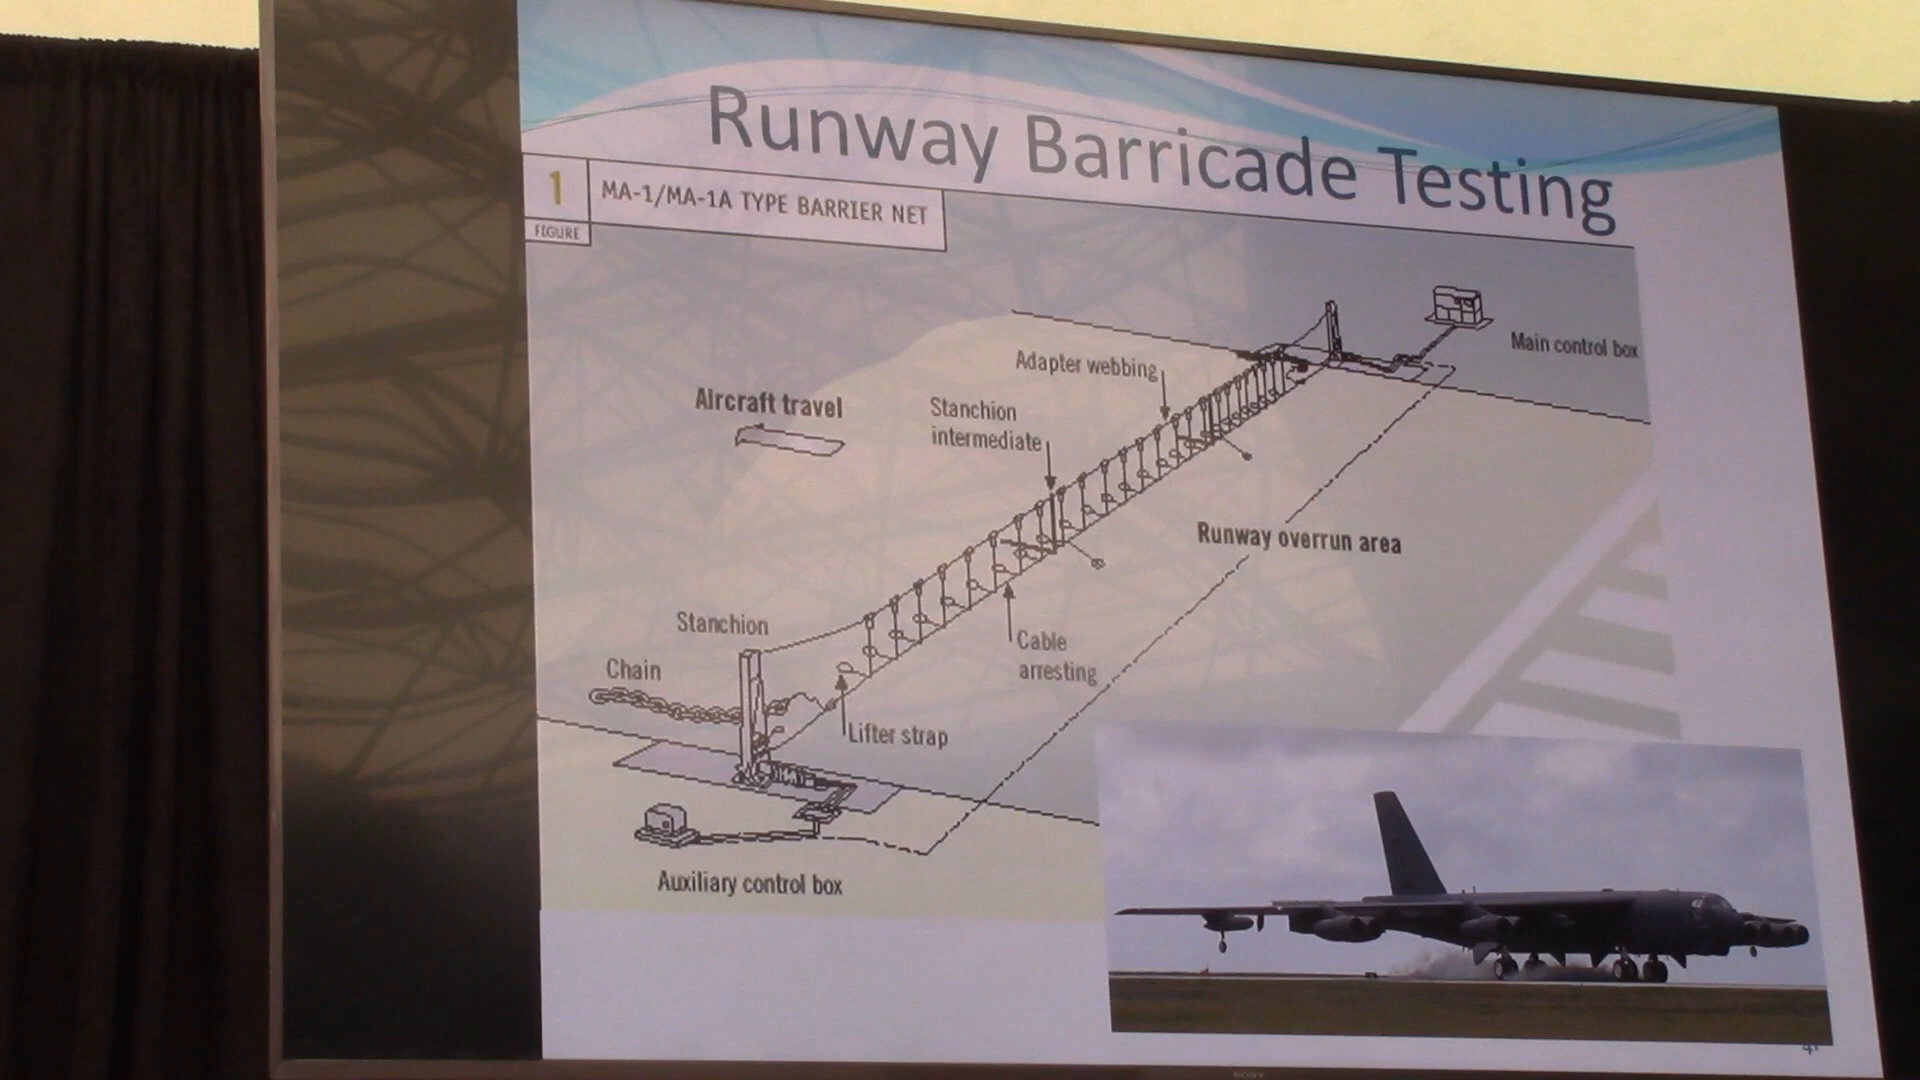 Runway Barricade Testing
1
FIGURE
MA-1/MA-1A TYPE BARRIER NET
Main control box
Adapter webbing
Aircraft travel
Stanchion
intermediate
Runway overrun area
Stanchion
Cable
arresting
Chain
Lifter strap
Auxiliary control box
SONY